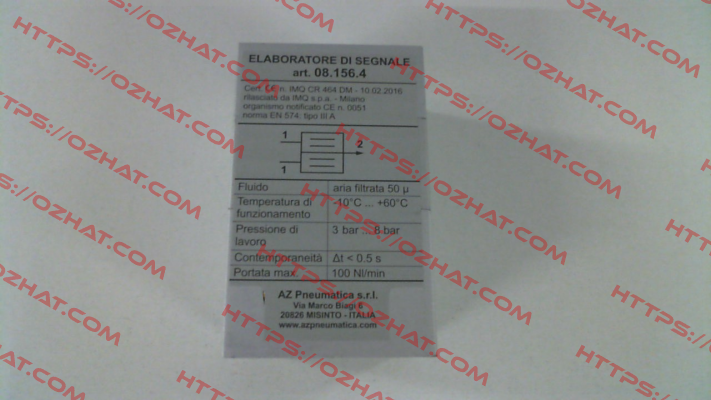 ELABORATORE DI SEGNALE
art. 08.156.4
Cert. CE n. IMQ CR 464 DM - 10.02.2016
rilasciato da IMQ s.p.a. - Milano
organismo notificato CE n. 0051
norma EN 574: tipo III A
1
2
1
Fluido aria filtrata 50 µ
Temperatura di funzionamento -10°C ... +60°C
Pressione di lavoro 3 bar ... 8 bar
Contemporaneità Δt < 0.5 s
Portata max. 100 Nl/min
AZ Pneumatica s.r.l.
Via Marco Biagi 6
20826 MISINTO - ITALIA
www.azpneumatica.com
HTTPS://OZHAT.COM